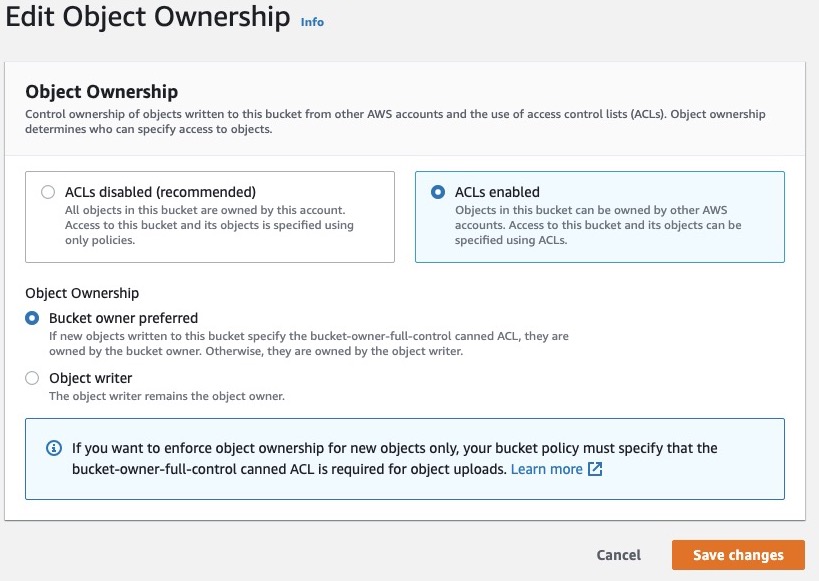 Edit Object Ownership Info
Object Ownership
Control ownership of objects written to this bucket from other AWS accounts and the use of access control lists (ACLs). Object ownership
determines who can specify access to objects.
ACLs disabled (recommended)
All objects in this bucket are owned by this account.
Access to this bucket and its objects is specified using
only policies.
ACLs enabled
Objects in this bucket can be owned by other AWS
accounts. Access to this bucket and its objects can be
specified using ACLs.
Object Ownership
Bucket owner preferred
If new objects written to this bucket specify the bucket-owner-full-control canned ACL, they are
owned by the bucket owner. Otherwise, they are owned by the object writer.
Object writer
The object writer remains the object owner.
If you want to enforce object ownership for new objects only, your bucket policy must specify that the
bucket-owner-full-control canned ACL is required for object uploads. Learn more
Cancel Save changes